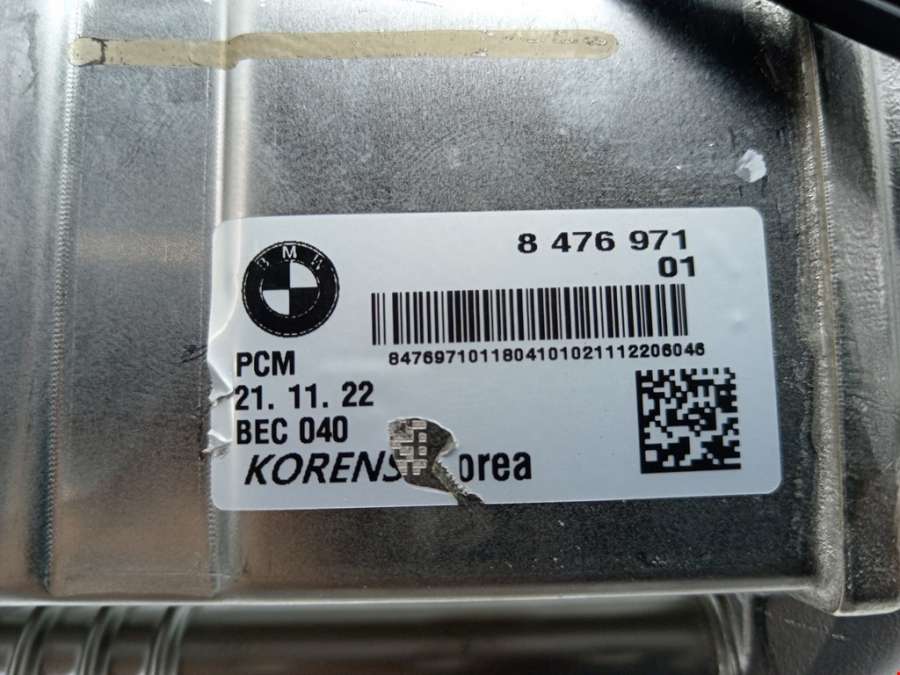 BMW
8 476 971
01
847697101180410102111220604​6
PCM
21. 11. 22
BEC 040
KORENS orea